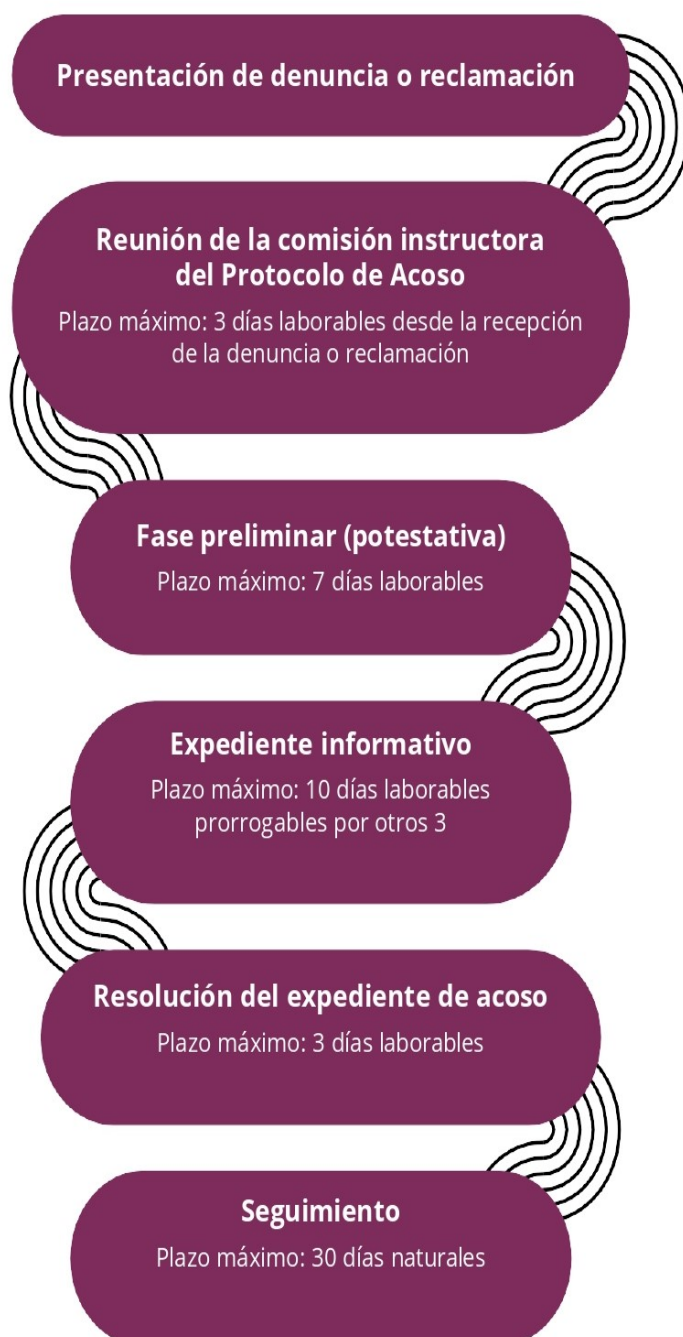 Presentación de denuncia o reclamación
Reunión de la comisión instructora
del Protocolo de Acoso
Plazo máximo: 3 días laborables desde la recepción
de la denuncia o reclamación
Fase preliminar (potestativa)
Plazo máximo: 7 días laborables
Expediente informativo
Plazo máximo: 10 días laborables
prorrogables por otros 3
Resolución del expediente de acoso
Plazo máximo: 3 días laborables
Seguimiento
Plazo máximo: 30 días naturales